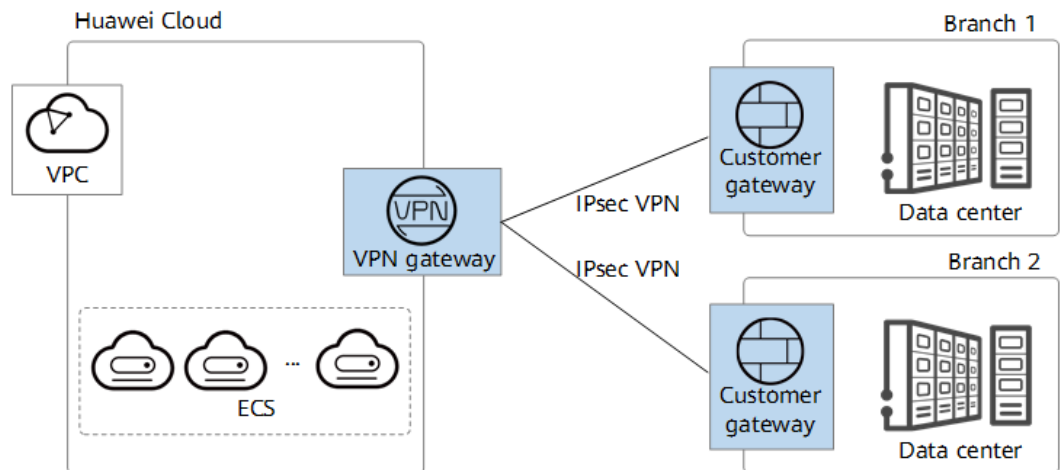 Huawei Cloud
Branch 1
VPC
Customer
gateway
Data center
VPN
VPN gateway
IPsec VPN
IPsec VPN
Branch 2
...
ECS
Customer
gateway
Data center